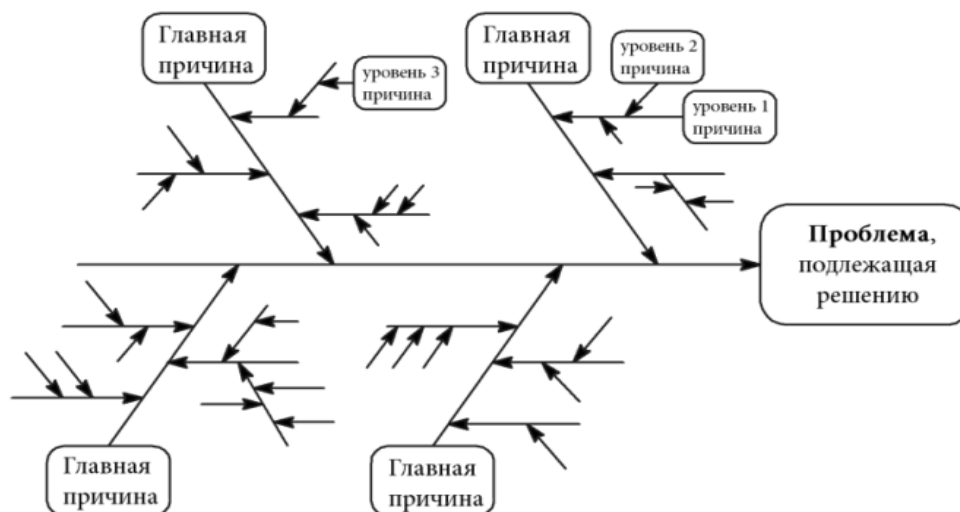 Главная
причина
уровень 3
причина
Главная
причина
уровень 2
причина
уровень 1
причина
Проблема,
подлежащая
решению
Главная
причина
Главная
причина